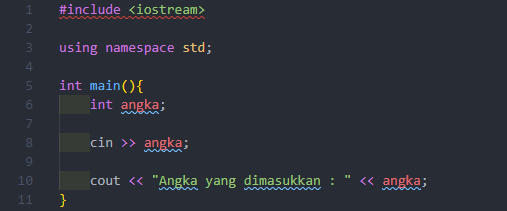 1 #include <iostream>
2
3 using namespace std;
4
5 int main(){
6 int angka;
7
8 cin >> angka;
9
10 cout << "Angka yang dimasukkan : " << angka;
11 }